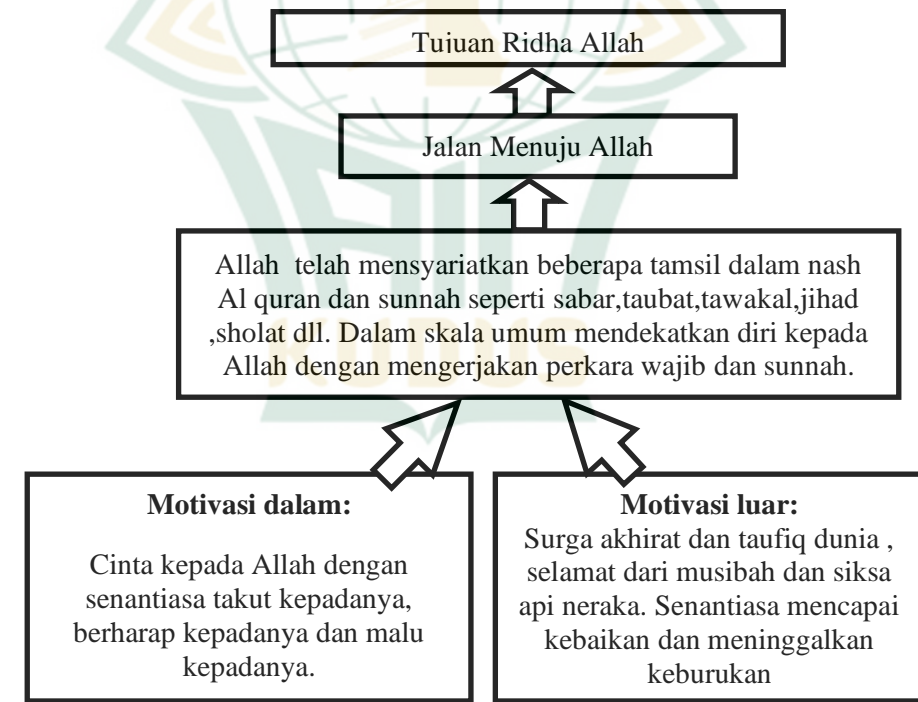 Tujuan Ridha Allah
Jalan Menuju Allah
Allah telah mensyariatkan beberapa tamsil dalam nash
Al quran dan sunnah seperti sabar,taubat,tawakal,jihad
,sholat dll. Dalam skala umum mendekatkan diri kepada
Allah dengan mengerjakan perkara wajib dan sunnah.
KUDUS
Motivasi dalam:
Cinta kepada Allah dengan
senantiasa takut kepadanya,
berharap kepadanya dan malu
kepadanya.
Motivasi luar:
Surga akhirat dan taufiq dunia ,
selamat dari musibah dan siksa
api neraka. Senantiasa mencapai
kebaikan dan meninggalkan
keburukan